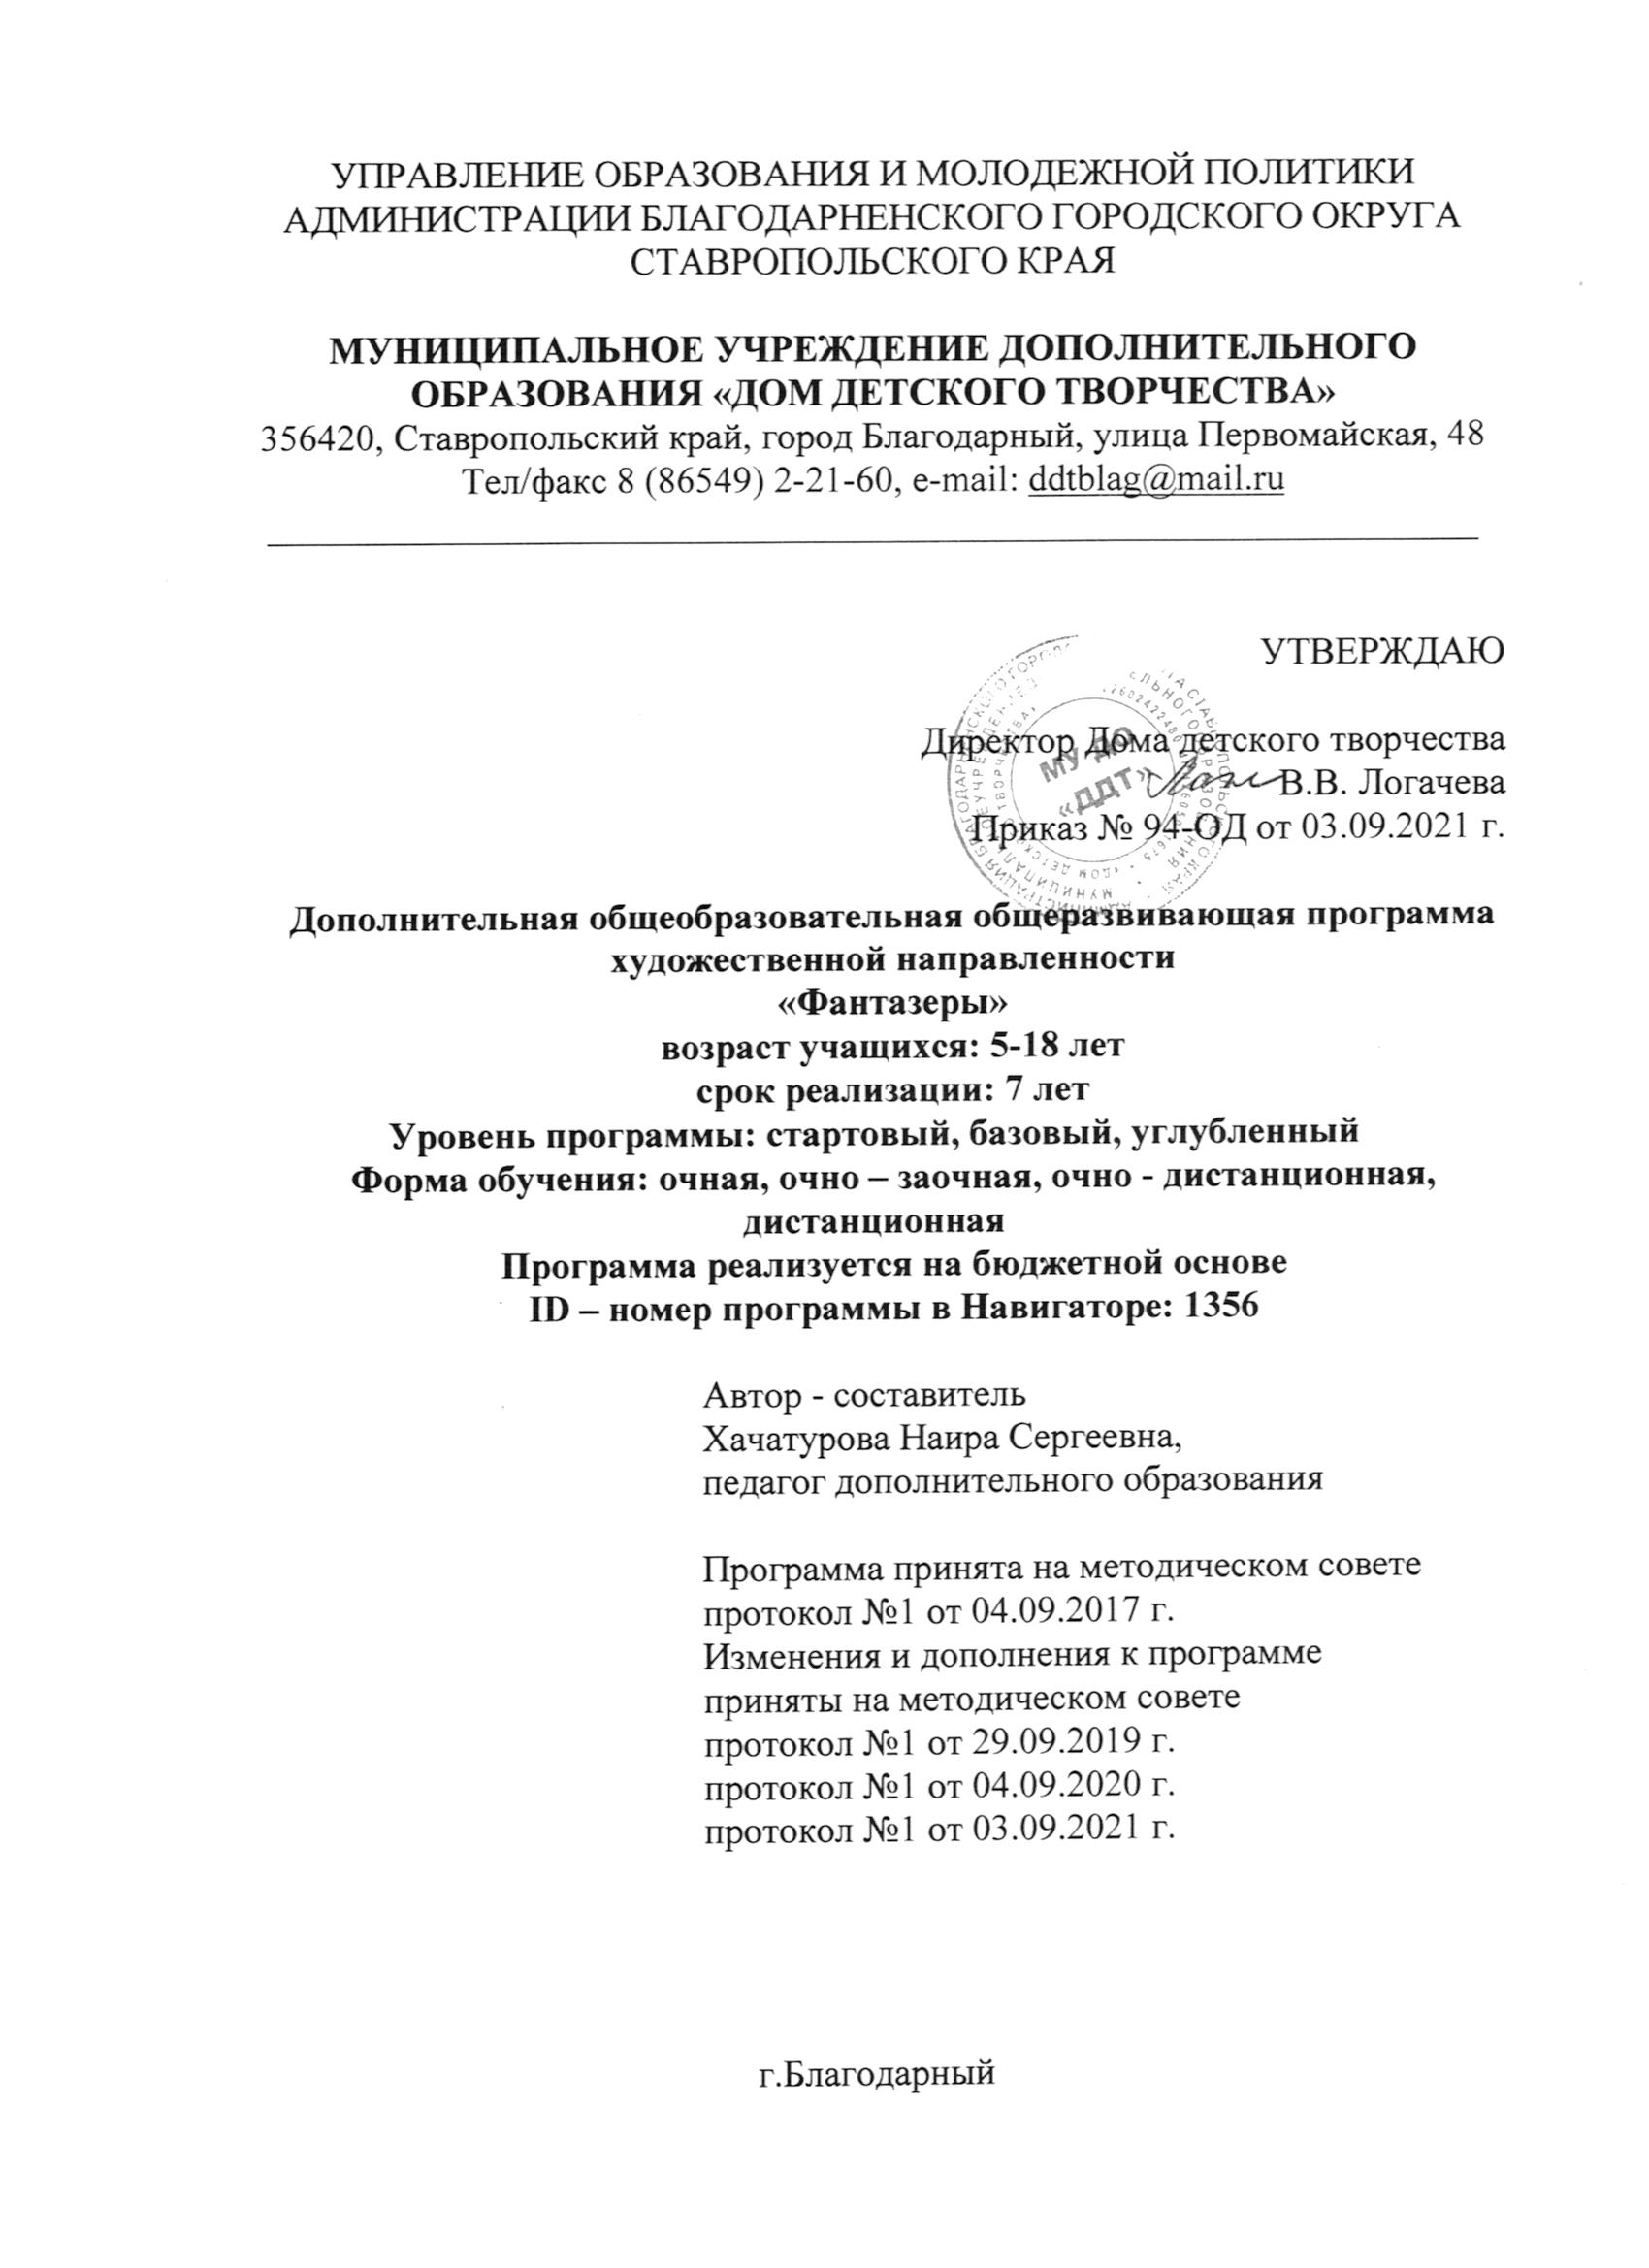 УПРАВЛЕНИЕ ОБРАЗОВАНИЯ И МОЛОДЕЖНОЙ ПОЛИТИКИ
АДМИНИСТРАЦИИ БЛАГОДАРНЕНСКОГО ГОРОДСКОГО ОКРУГА
СТАВРОПОЛЬСКОГО КРАЯ
МУНИЦИПАЛЬНОЕ УЧРЕЖДЕНИЕ ДОПОЛНИТЕЛЬНОГО
ОБРАЗОВАНИЯ «ДОМ ДЕТСКОГО ТВОРЧЕСТВА»
356420, Ставропольский край, город Благодарный, улица Первомайская, 48
Тел/факс 8 (86549) 2-21-60, e-mail: ddtblag@mail.ru
УТВЕРЖДАЮ
Директор Дома детского творчества
В.В. Логачева
Приказ № 94-ОД от 03.09.2021 г.
МУ ДО
«ДДТ»
Дополнительная общеобразовательная общеразвивающая программа
художественной направленности
«Фантазеры»
возраст учащихся: 5-18 лет
срок реализации: 7 лет
Уровень программы: стартовый, базовый, углубленный
Форма обучения: очная, очно – заочная, очно - дистанционная,
дистанционная
Программа реализуется на бюджетной основе
ID – номер программы в Навигаторе: 1356
Автор - составитель
Хачатурова Наира Сергеевна,
педагог дополнительного образования
Программа принята на методическом совете
протокол №1 от 04.09.2017 г.
Изменения и дополнения к программе
приняты на методическом совете
протокол №1 от 29.09.2019 г.
протокол №1 от 04.09.2020 г.
протокол №1 от 03.09.2021 г.
г.Благодарный